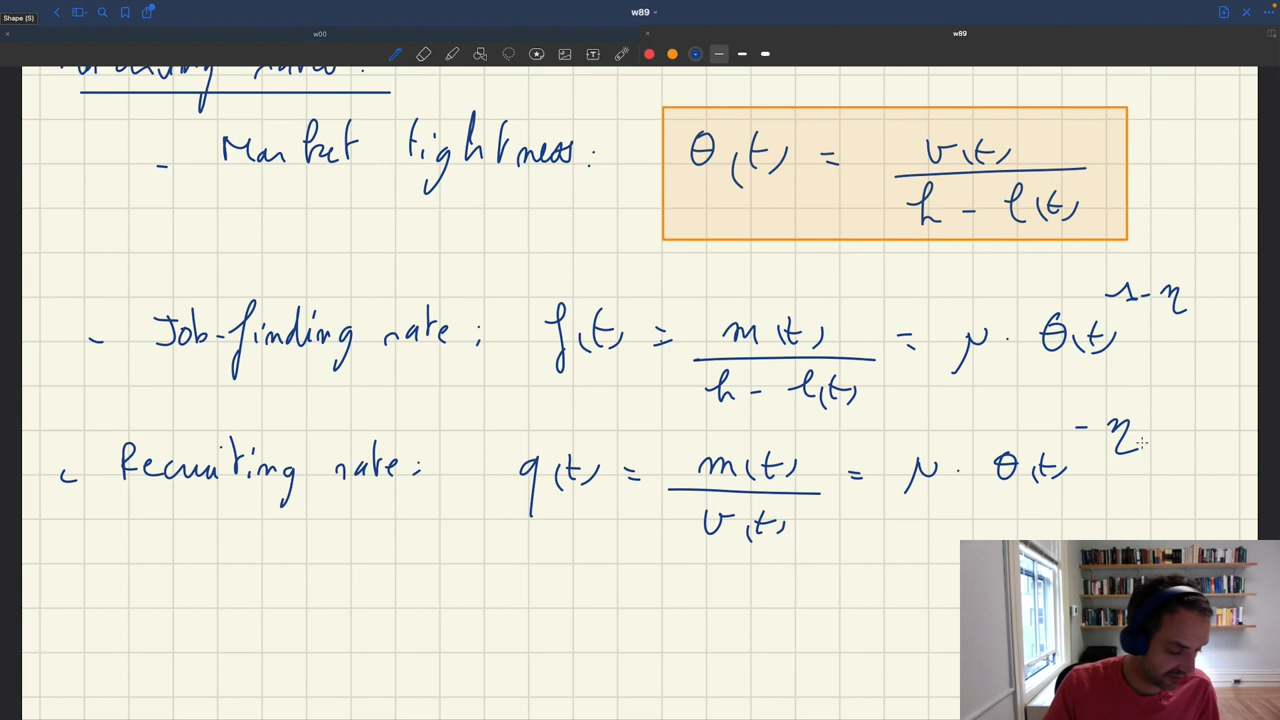 Shape (S)
w89
w00
w89
- Market tightness: θ(t) = v(t) / h - l(t)
- Job-finding rate: f(t) = m(t) / h - l(t) = μ · θ(t)^1-η
- Recruiting rate: q(t) = m(t) / v(t) = μ · θ(t)^-η